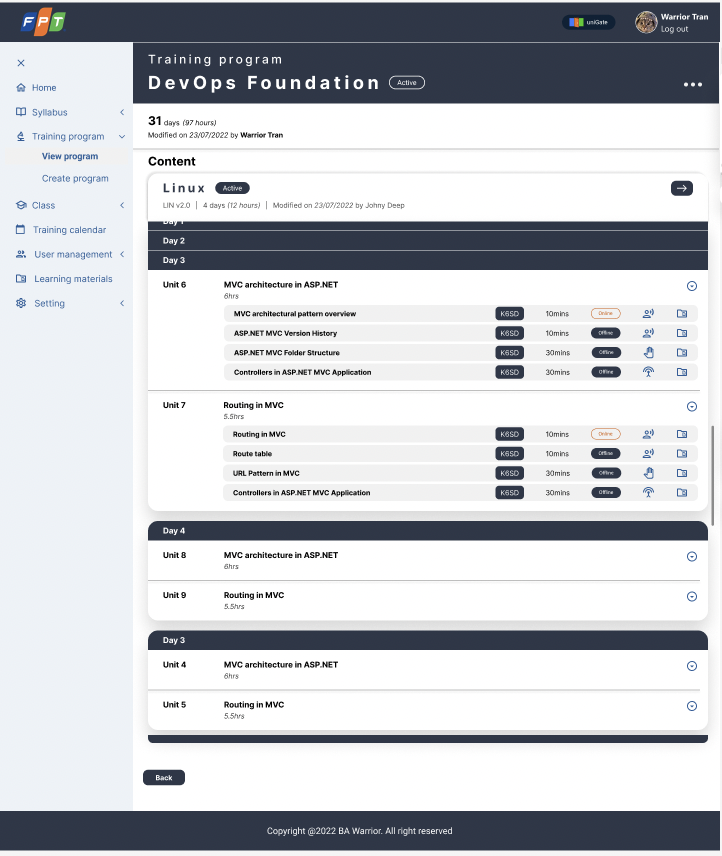 FPT
uniGate
Warrior Tran
Log out
Home
Syllabus
Training program
View program
Create program
Class
Training calendar
User management
Learning materials
Setting
Training program
DevOps Foundation Active
31 days (97 hours)
Modified on 23/07/2022 by Warrior Tran
Content
Linux Active
LIN v2.0 | 4 days (12 hours) | Modified on 23/07/2022 by Johny Deep
Day 1
Day 2
Day 3
Unit 6 MVC architecture in ASP.NET
6hrs
MVC architectural pattern overview K6SD 10mins Online
ASP.NET MVC Version History K6SD 10mins Offline
ASP.NET MVC Folder Structure K6SD 30mins Offline
Controllers in ASP.NET MVC Application K6SD 30mins Offline
Unit 7 Routing in MVC
5.5hrs
Routing in MVC K6SD 10mins Online
Route table K6SD 10mins Offline
URL Pattern in MVC K6SD 30mins Offline
Controllers in ASP.NET MVC Application K6SD 30mins Offline
Day 4
Unit 8 MVC architecture in ASP.NET
6hrs
Unit 9 Routing in MVC
5.5hrs
Day 3
Unit 4 MVC architecture in ASP.NET
6hrs
Unit 5 Routing in MVC
5.5hrs
Back
Copyright @2022 BA Warrior. All right reserved